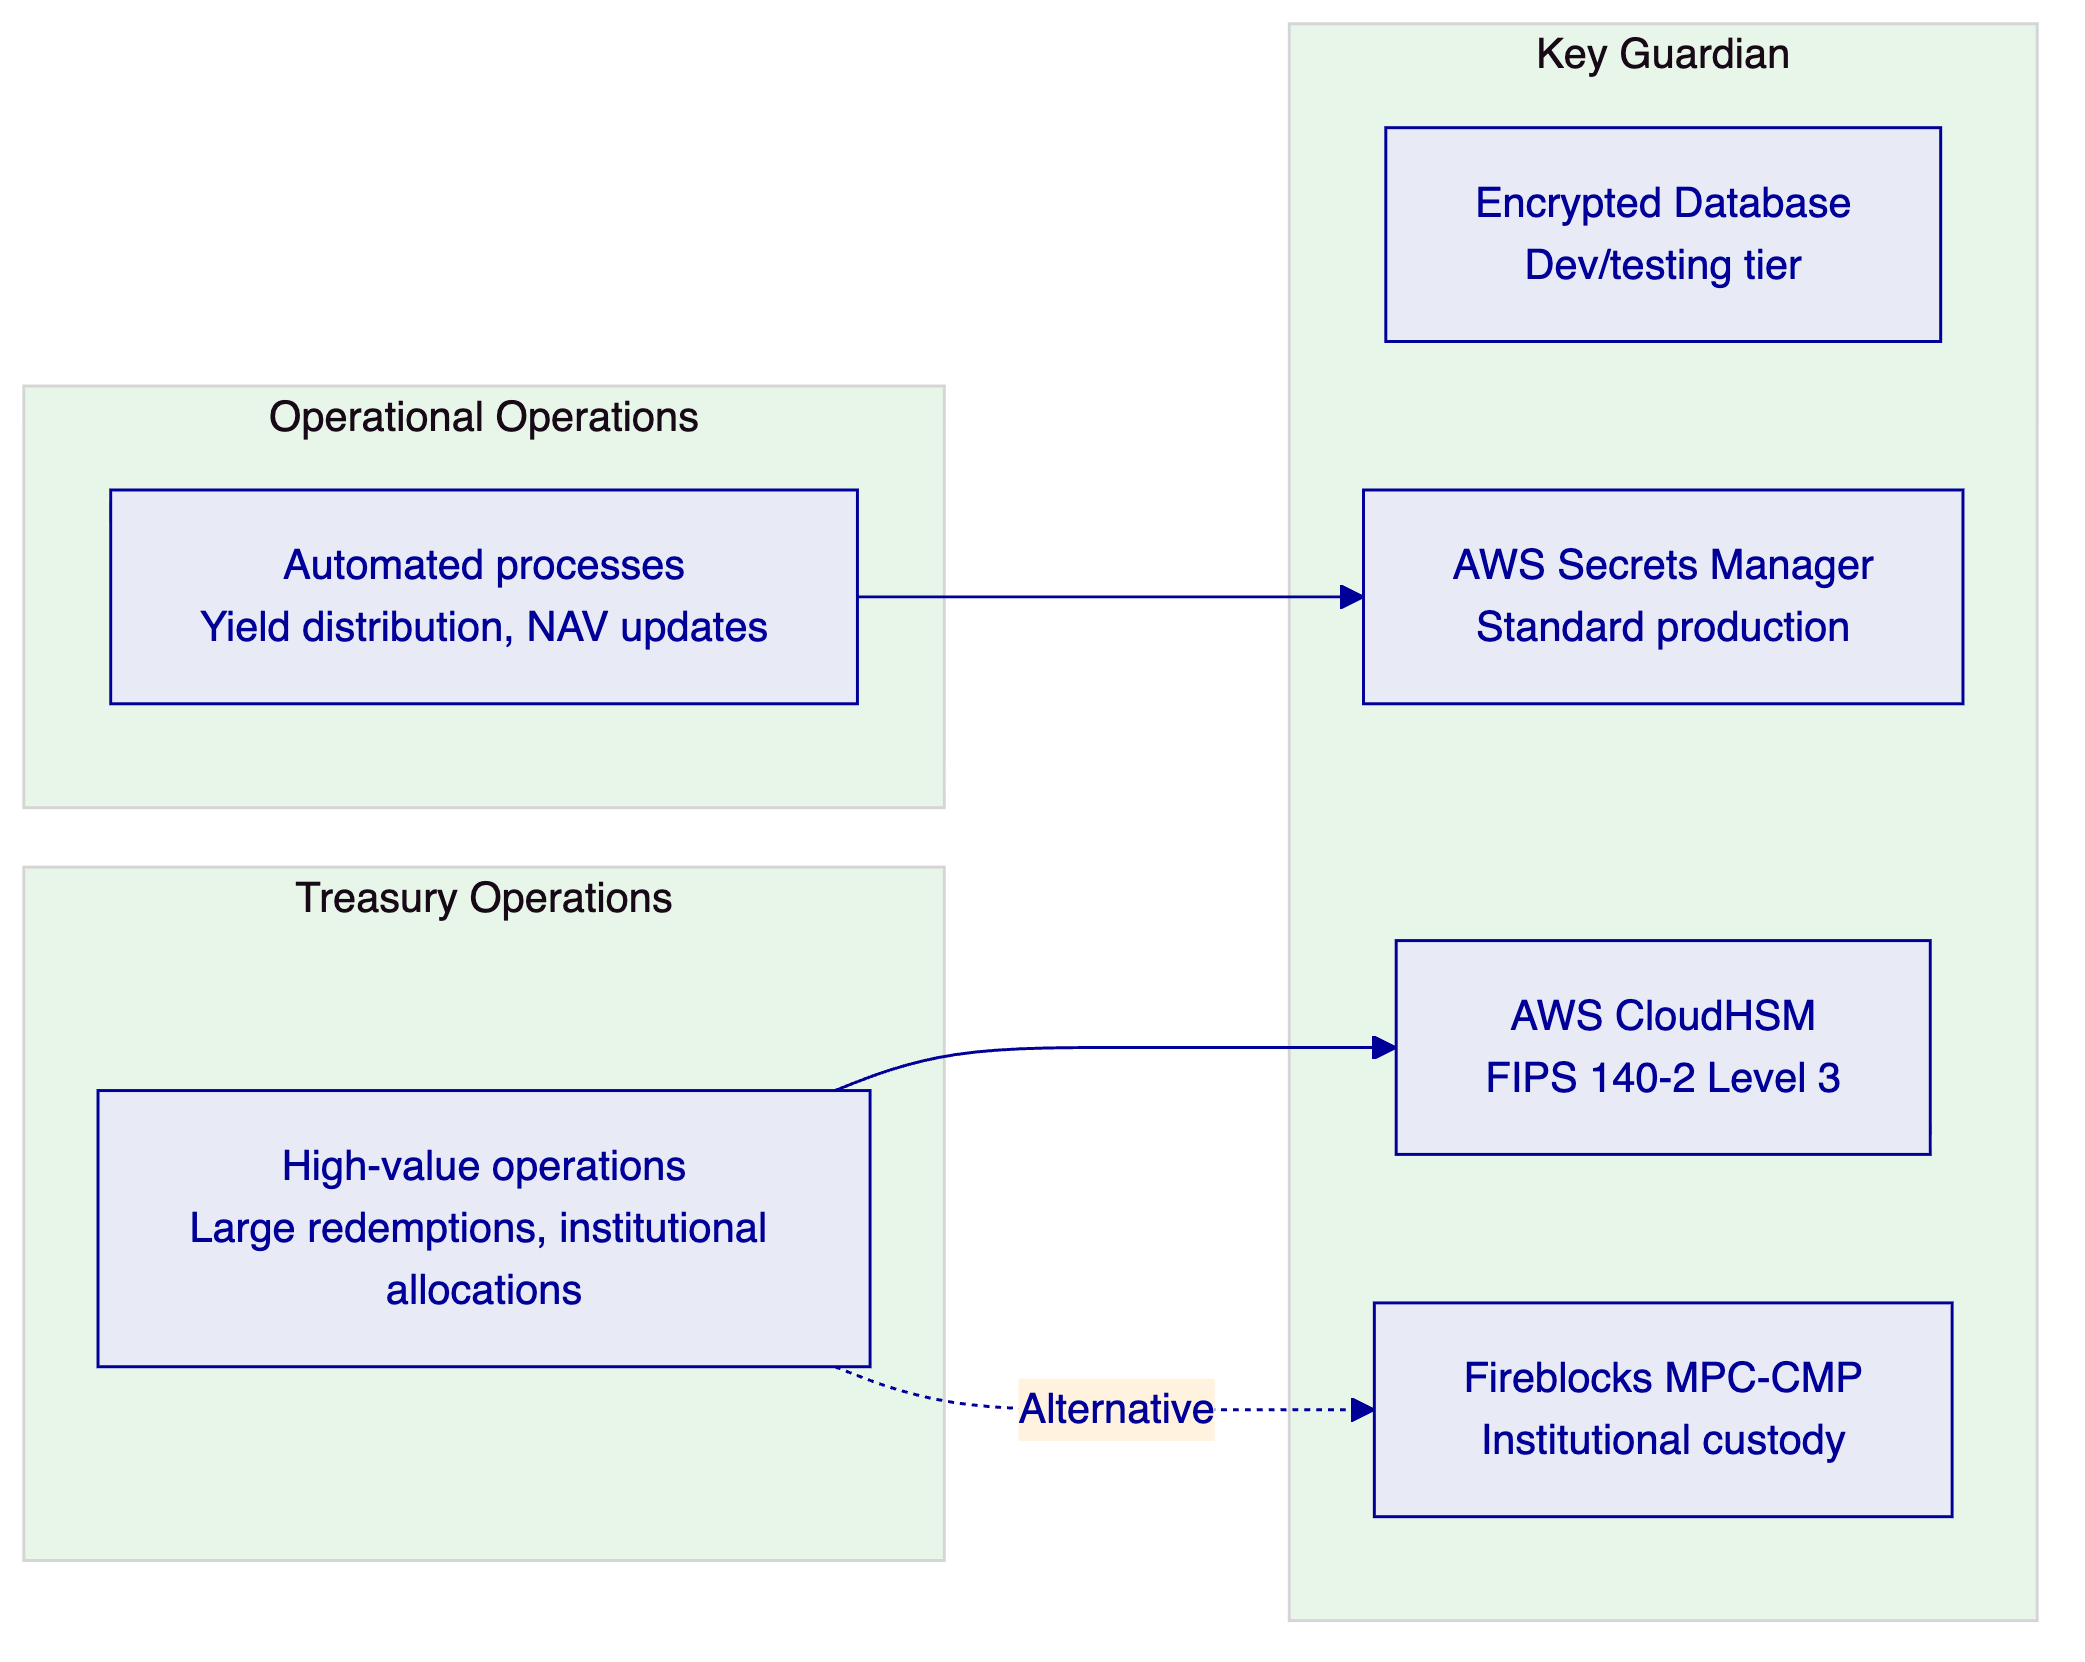 Key Guardian
Encrypted Database
Dev/testing tier
Operational Operations
Automated processes
Yield distribution, NAV updates
AWS Secrets Manager
Standard production
Treasury Operations
High-value operations
Large redemptions, institutional
allocations
AWS CloudHSM
FIPS 140-2 Level 3
Alternative
Fireblocks MPC-CMP
Institutional custody